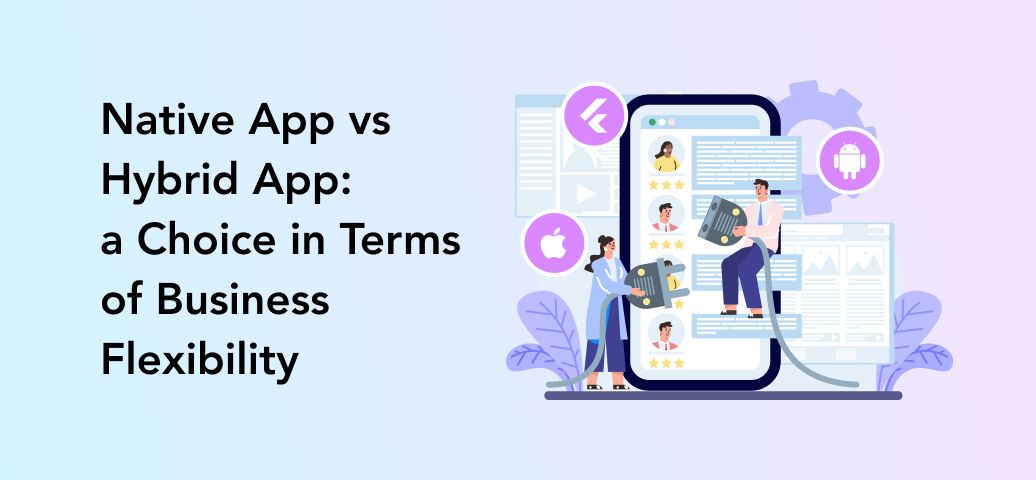 Native App vs
Hybrid App:
a Choice in Terms
of Business
Flexibility